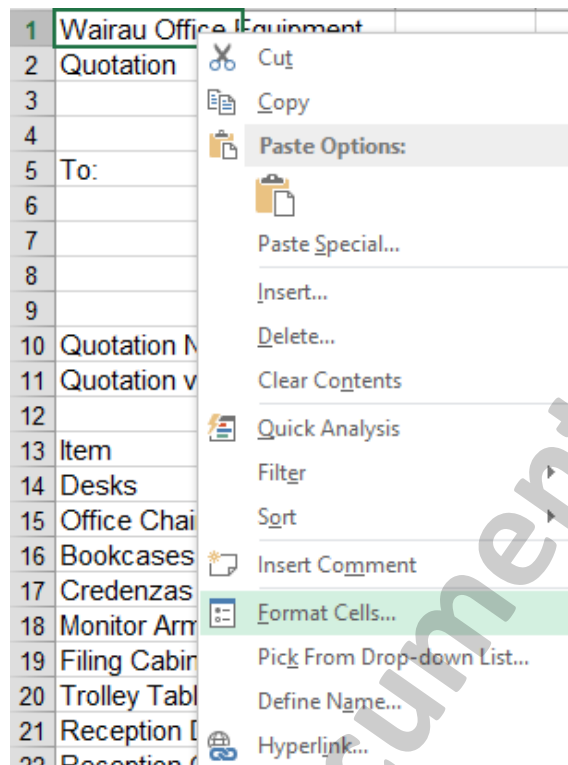 1 Wairau Office Equipment
2 Quotation
3
4
5 To:
6
7
8
9
10 Quotation N
11 Quotation v
12
13 Item
14 Desks
15 Office Chai
16 Bookcases
17 Credenzas
18 Monitor Arm
19 Filing Cabin
20 Trolley Tabl
21 Reception
22 Reception
Cut
Copy
Paste Options:
Paste Special...
Insert...
Delete...
Clear Contents
Quick Analysis
Filter
Sort
Insert Comment
Format Cells...
Pick From Drop-down List...
Define Name...
Hyperlink...
cument